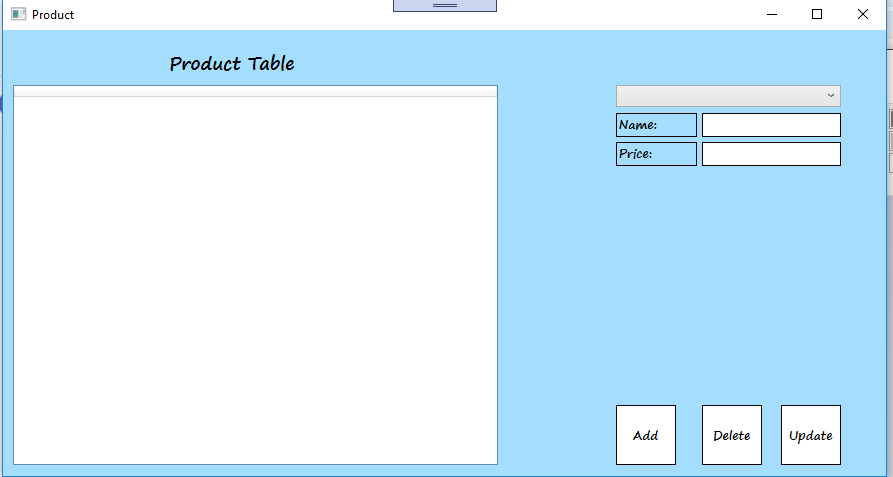 Product
Product Table
Name:
Price:
Add Delete Update